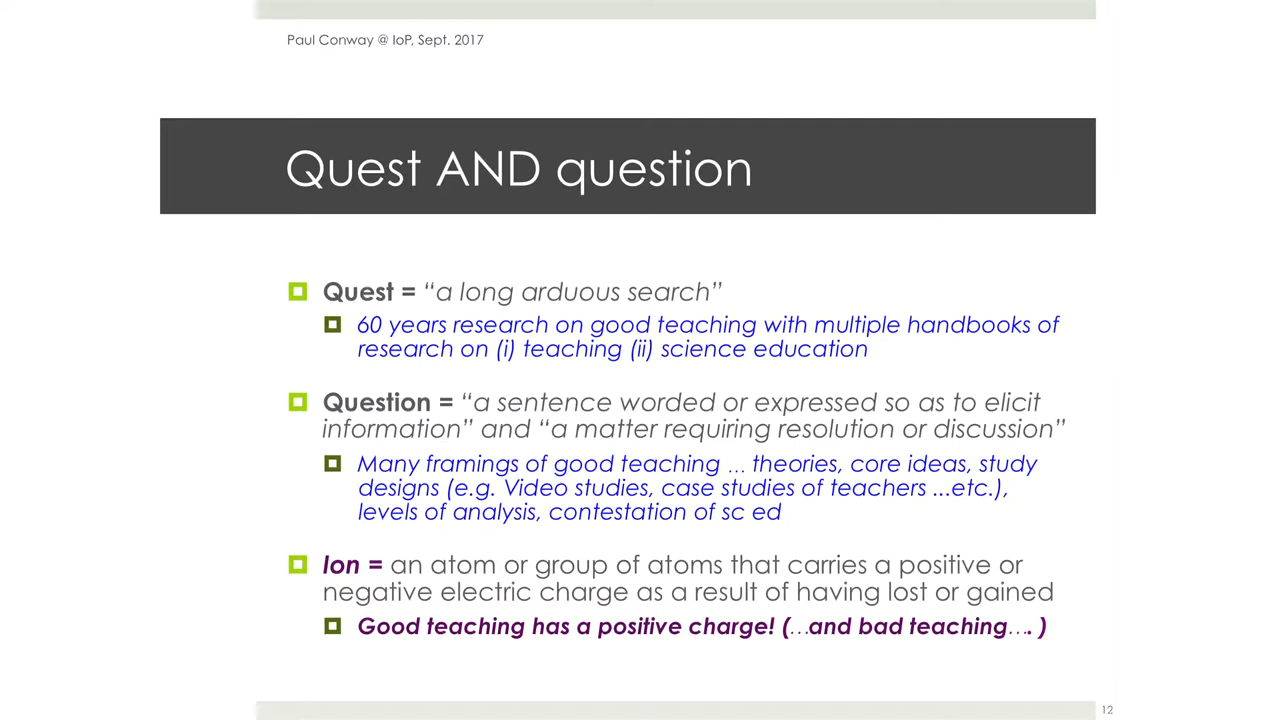 Paul Conway @ IoP, Sept. 2017
Quest AND question
Quest = “a long arduous search”
60 years research on good teaching with multiple handbooks of
research on (i) teaching (ii) science education
Question = “a sentence worded or expressed so as to elicit
information” and “a matter requiring resolution or discussion”
Many framings of good teaching … theories, core ideas, study
designs (e.g. Video studies, case studies of teachers ...etc.),
levels of analysis, contestation of sc ed
Ion = an atom or group of atoms that carries a positive or
negative electric charge as a result of having lost or gained
Good teaching has a positive charge! (…and bad teaching…. )
12